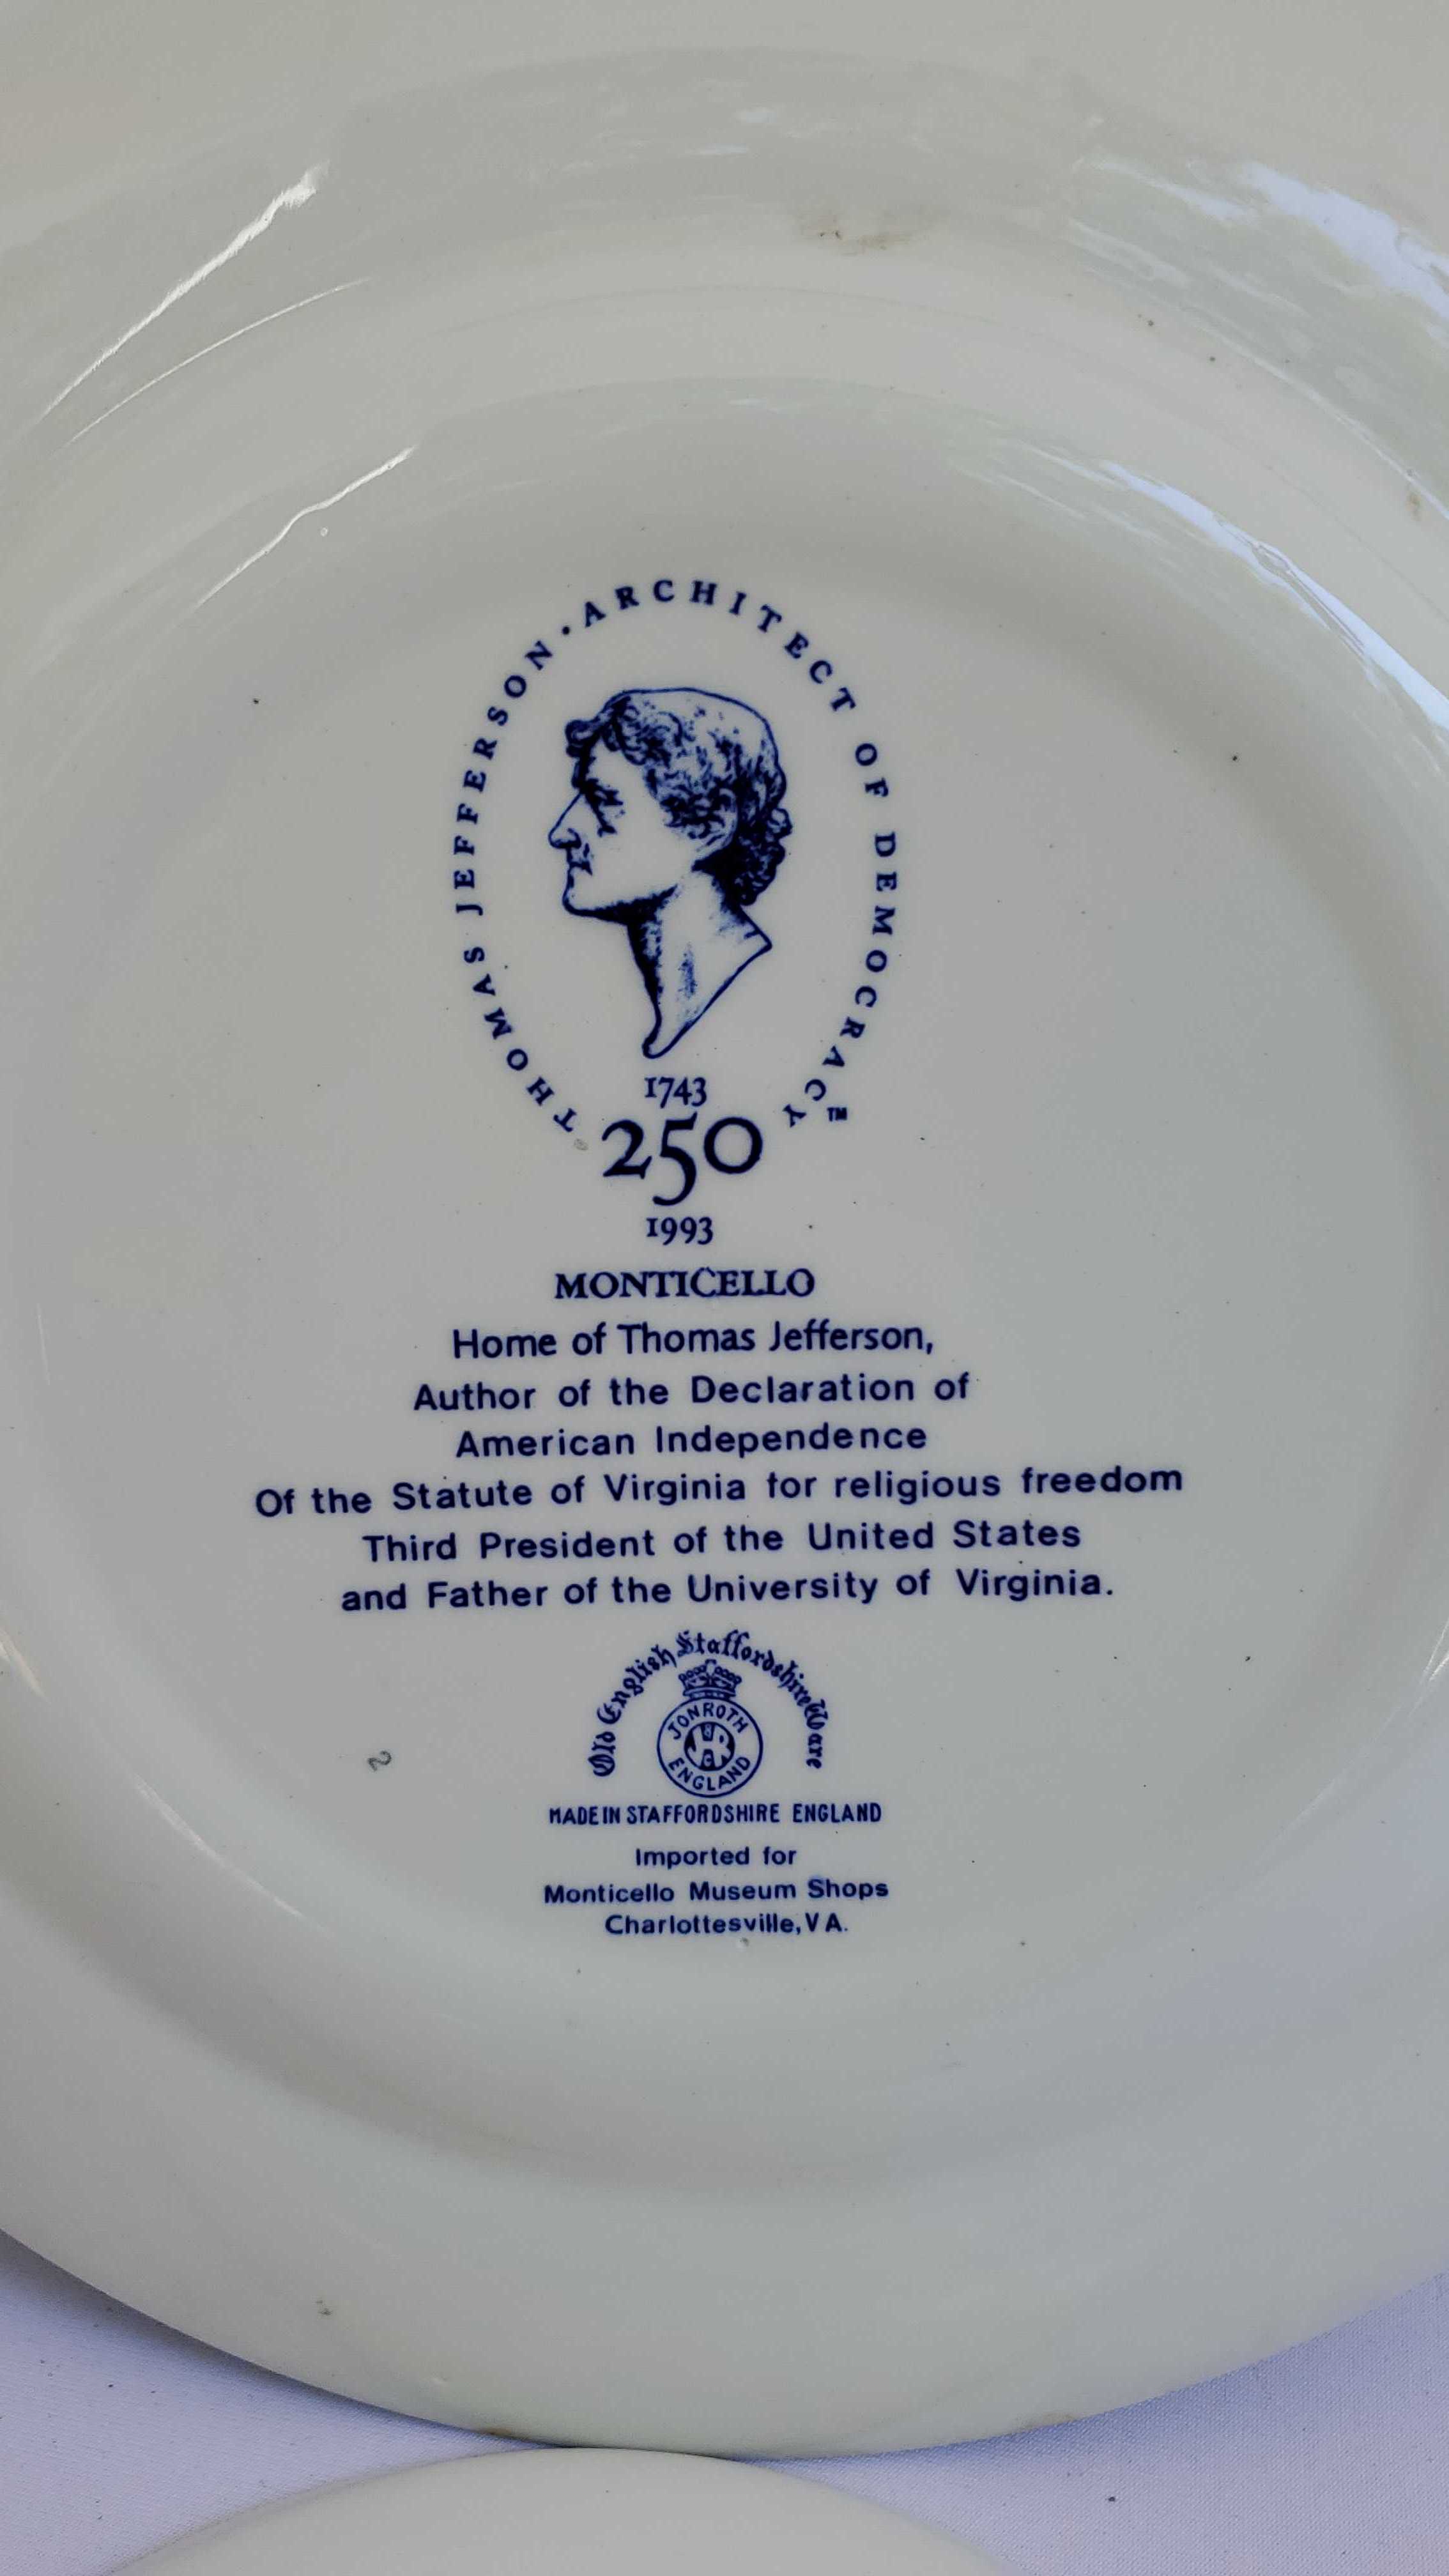 THOMAS JEFFERSON · ARCHITECT OF DEMOCRACY™
1743
250
1993
MONTICELLO
Home of Thomas Jefferson,
Author of the Declaration of
American Independence
Of the Statute of Virginia for religious freedom
Third President of the United States
and Father of the University of Virginia.
Old English Staffordshire Ware
JONROTH
ENGLAND
MADE IN STAFFORDSHIRE ENGLAND
Imported for
Monticello Museum Shops
Charlottesville, VA.
2